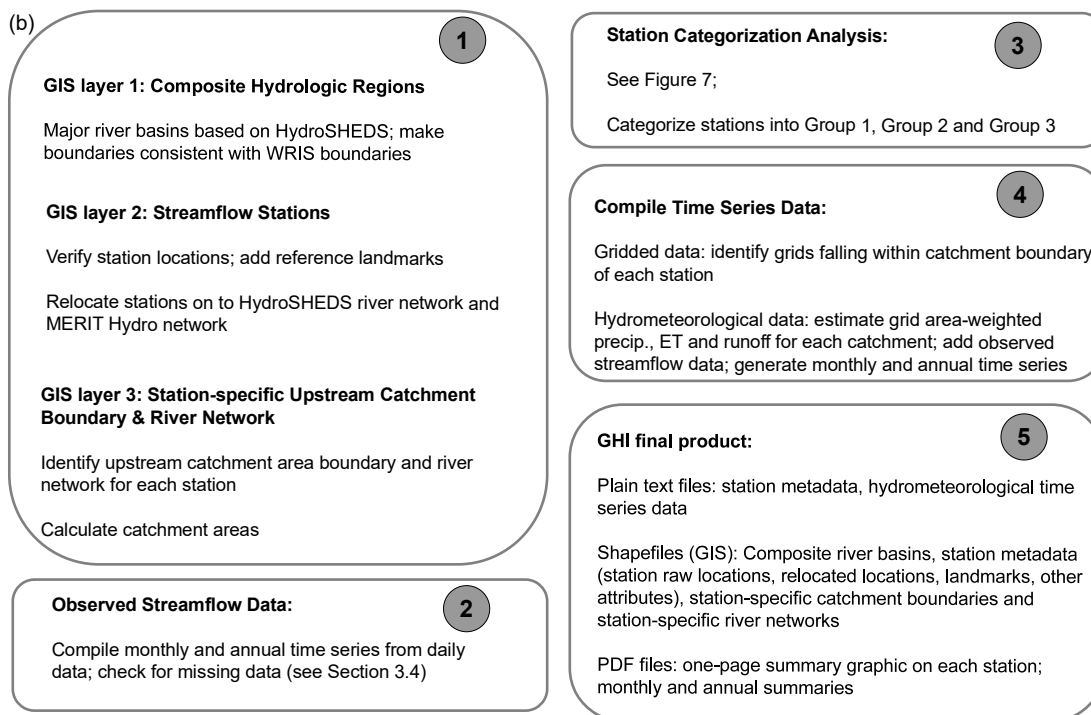 (b)
1
GIS layer 1: Composite Hydrologic Regions
Major river basins based on HydroSHEDS; make
boundaries consistent with WRIS boundaries
GIS layer 2: Streamflow Stations
Verify station locations; add reference landmarks
Relocate stations on to HydroSHEDS river network and
MERIT Hydro network
GIS layer 3: Station-specific Upstream Catchment
Boundary & River Network
Identify upstream catchment area boundary and river
network for each station
Calculate catchment areas
2
Observed Streamflow Data:
Compile monthly and annual time series from daily
data; check for missing data (see Section 3.4)
3
Station Categorization Analysis:
See Figure 7;
Categorize stations into Group 1, Group 2 and Group 3
4
Compile Time Series Data:
Gridded data: identify grids falling within catchment boundary
of each station
Hydrometeorological data: estimate grid area-weighted
precip., ET and runoff for each catchment; add observed
streamflow data; generate monthly and annual time series
5
GHI final product:
Plain text files: station metadata, hydrometeorological time
series data
Shapefiles (GIS): Composite river basins, station metadata
(station raw locations, relocated locations, landmarks, other
attributes), station-specific catchment boundaries and
station-specific river networks
PDF files: one-page summary graphic on each station;
monthly and annual summaries